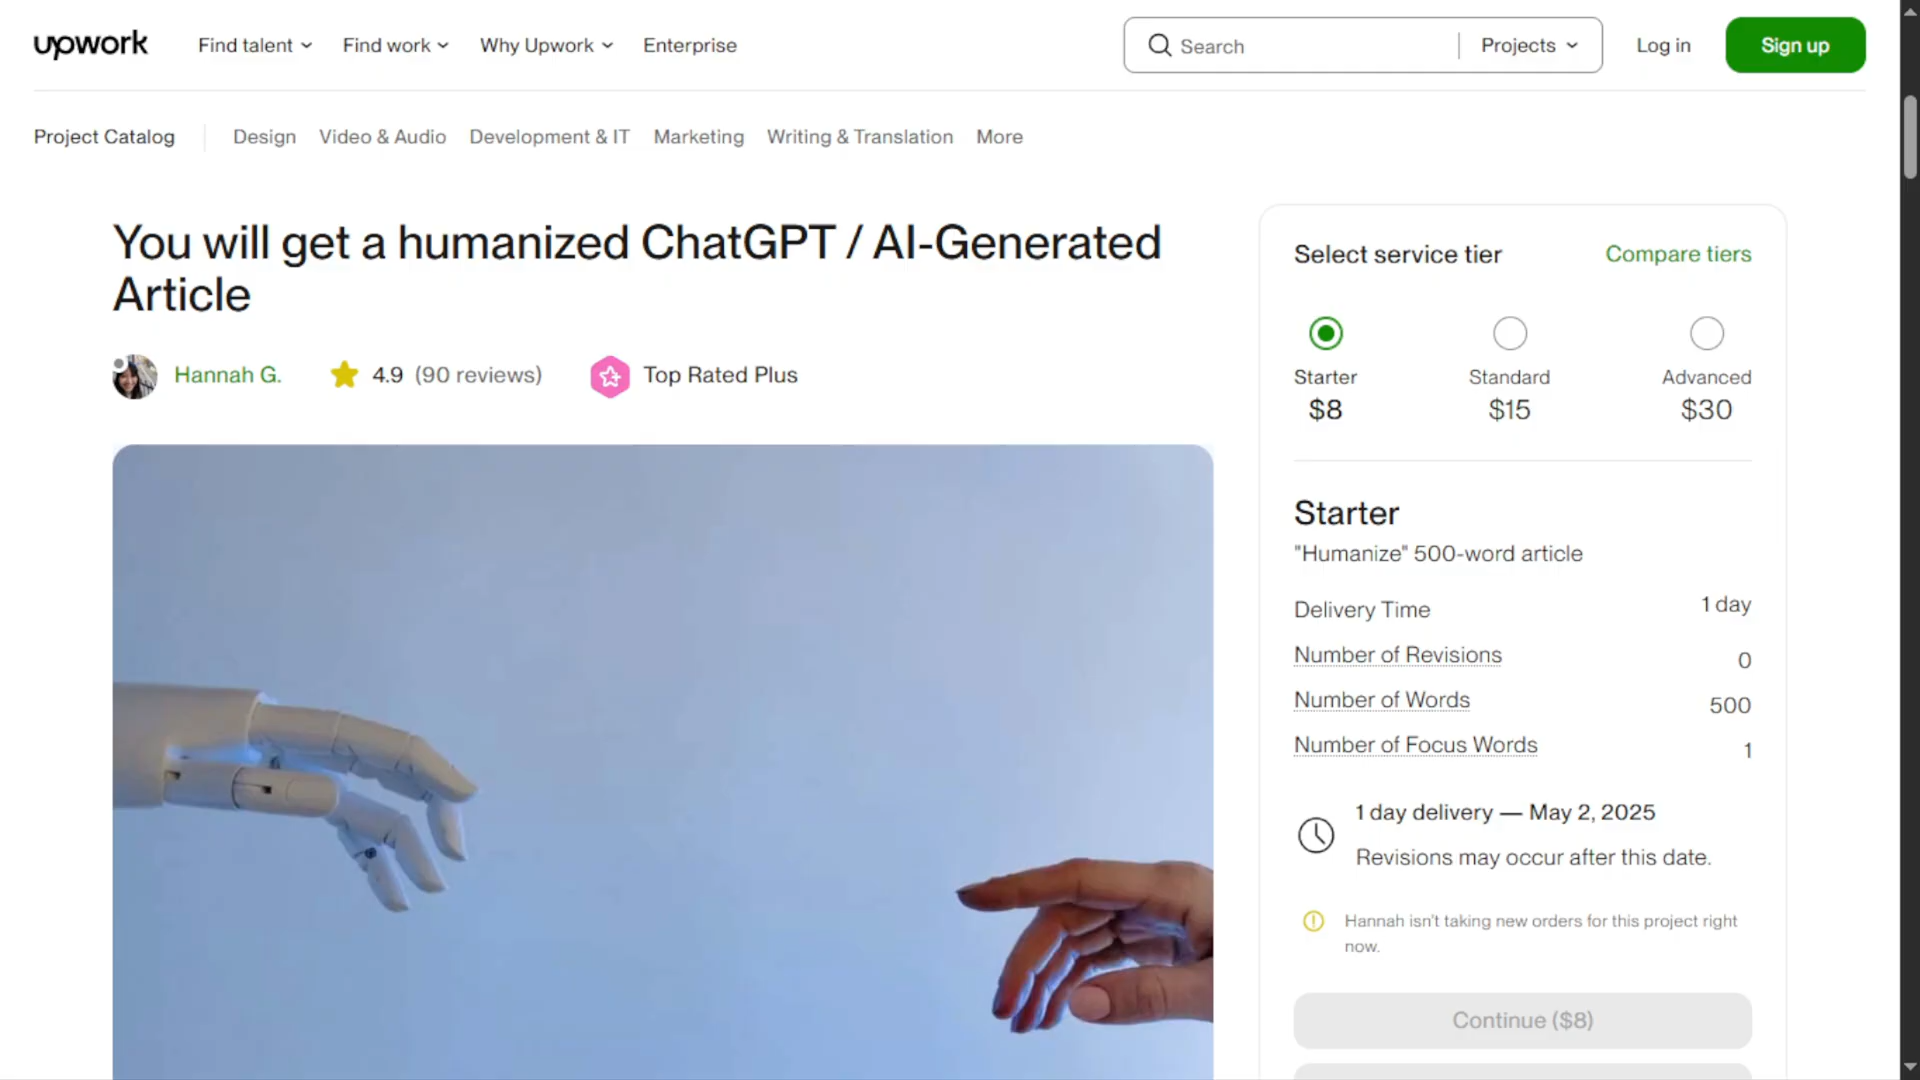 upwork
Find talent
Find work
Why Upwork
Enterprise
Search
Projects
Log in
Sign up
Project Catalog
Design
Video & Audio
Development & IT
Marketing
Writing & Translation
More
You will get a humanized ChatGPT / AI-Generated
Article
Hannah G.
4.9 (90 reviews)
Top Rated Plus
Select service tier
Compare tiers
Starter
$8
Standard
$15
Advanced
$30
Starter
"Humanize" 500-word article
Delivery Time 1 day
Number of Revisions 0
Number of Words 500
Number of Focus Words 1
1 day delivery — May 2, 2025
Revisions may occur after this date.
Hannah isn't taking new orders for this project right
now.
Continue ($8)